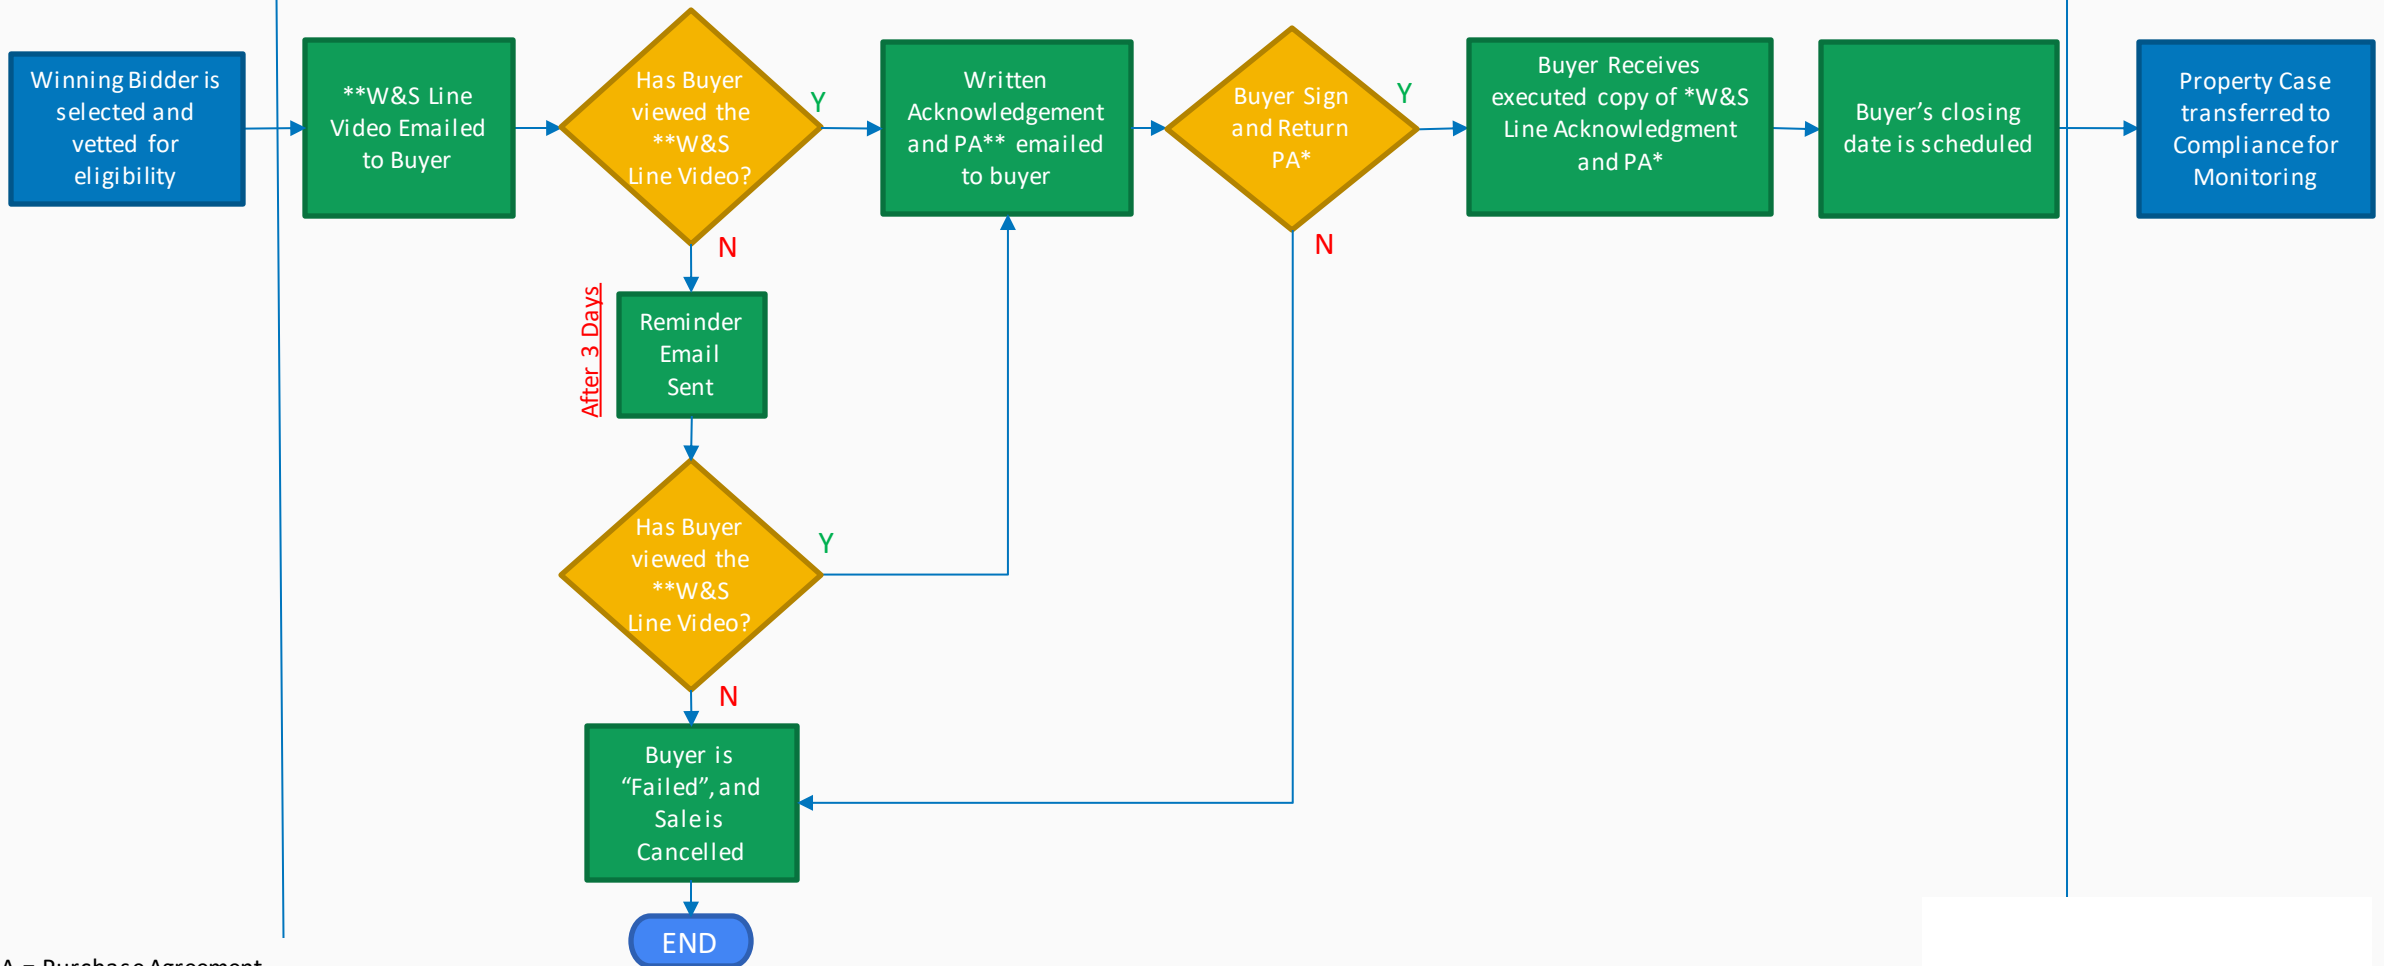 Winning Bidder is
selected and
vetted for
eligibility
**W&S Line
Video Emailed
to Buyer
Has Buyer
viewed the
**W&S
Line Video?
Y
N
Written
Acknowledgement
and PA** emailed
to buyer
Buyer Sign
and Return
PA*
Y
N
Buyer Receives
executed copy of *W&S
Line Acknowledgment
and PA*
Buyer’s closing
date is scheduled
Property Case
transferred to
Compliance for
Monitoring
After 3 Days
Reminder
Email
Sent
Has Buyer
viewed the
**W&S
Line Video?
Y
N
Buyer is
“Failed”, and
Sale is
Cancelled
END
A = Purchase Agreement